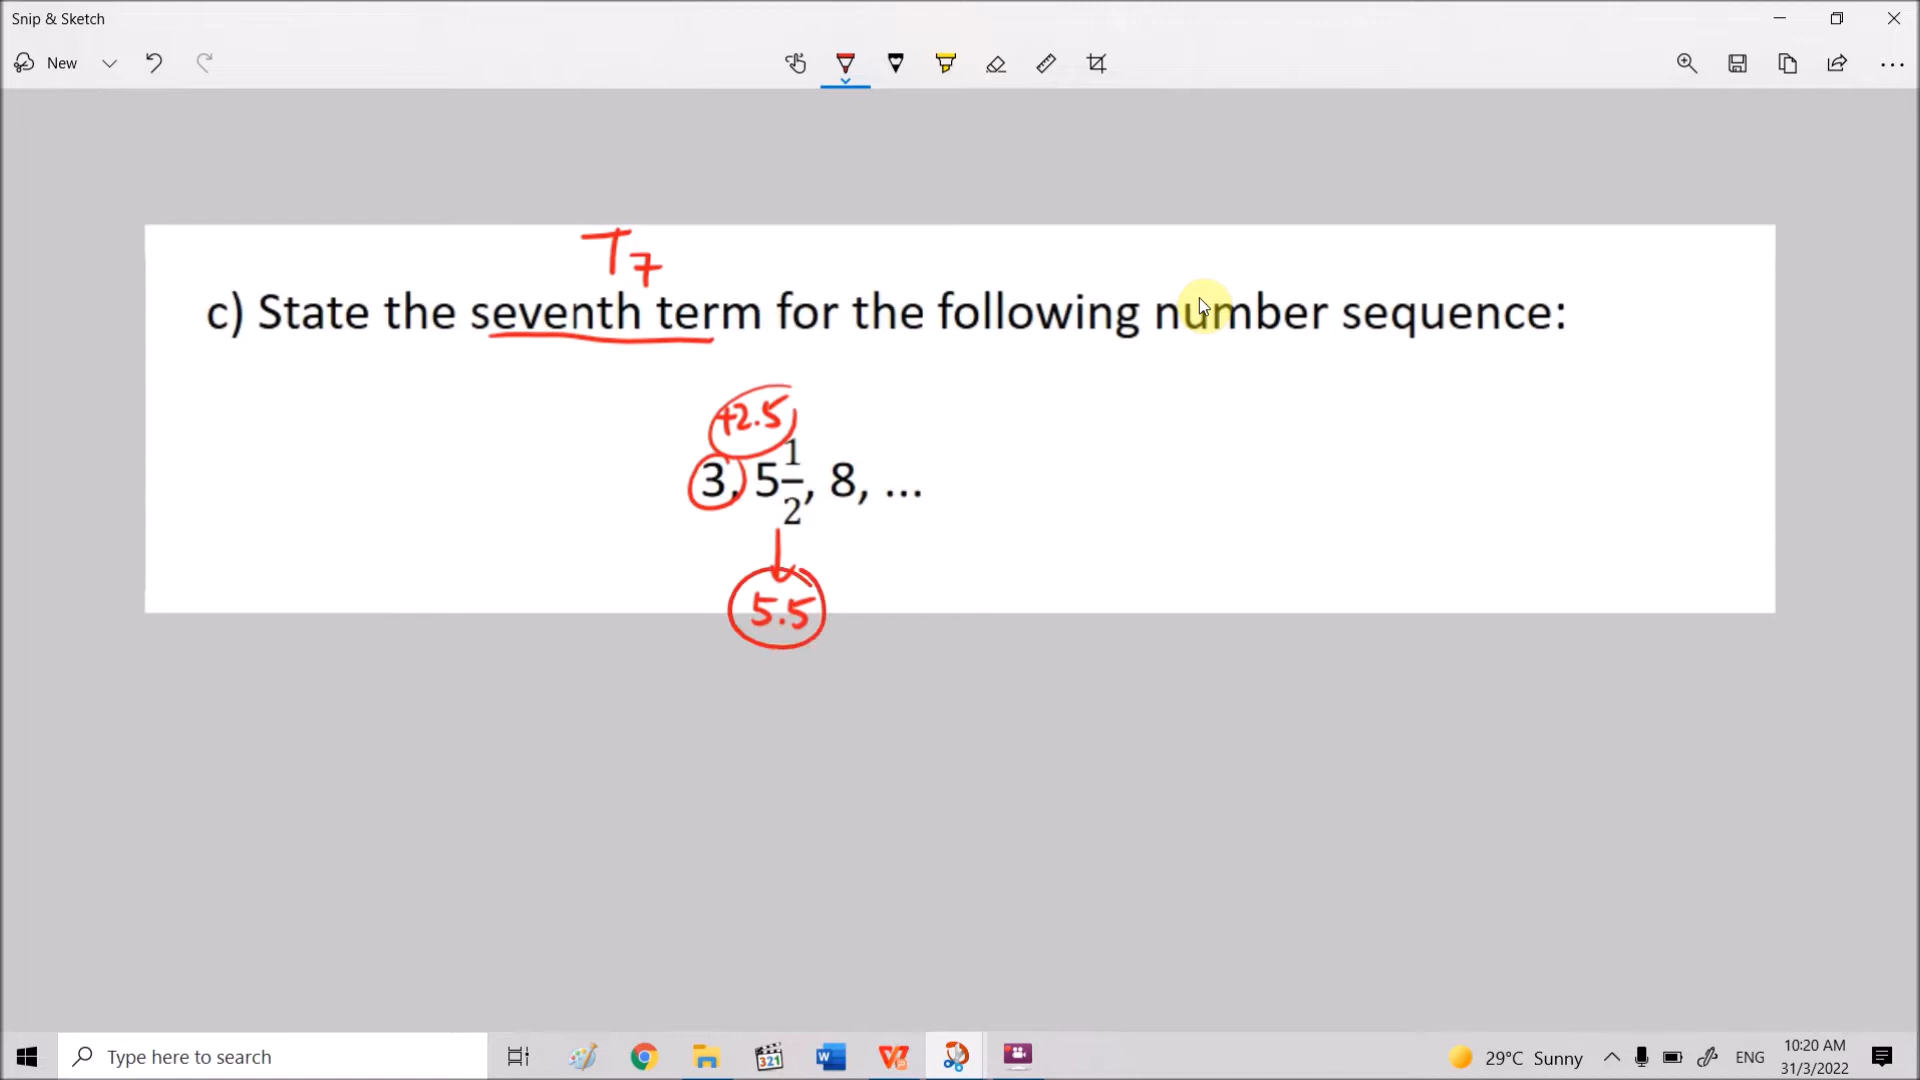 Snip & Sketch
New
T7
c) State the seventh term for the following number sequence:
+2.5
3, 5 1/2, 8, ...
5.5
Type here to search
321
W
29°C Sunny
ENG
10:20 AM
31/3/2022